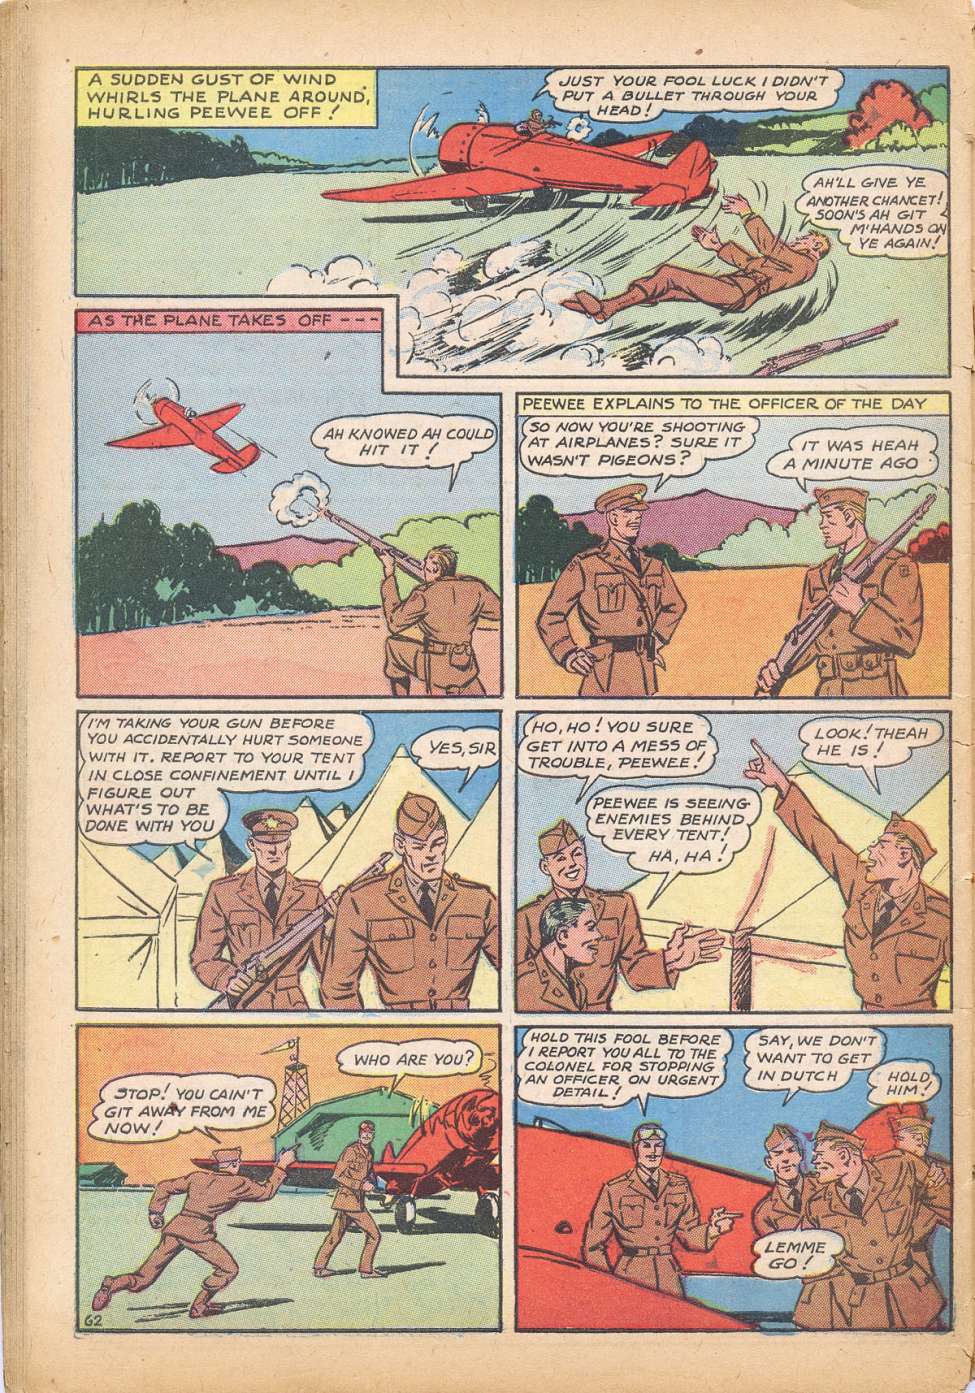 A SUDDEN GUST OF WIND
WHIRLS THE PLANE AROUND,
HURLING PEEWEE OFF!
JUST YOUR FOOL LUCK I DIDN'T
PUT A BULLET THROUGH YOUR
HEAD!
AH'LL GIVE YE
ANOTHER CHANCET!
SOON'S AH GIT
M'HANDS ON
YE AGAIN!
AS THE PLANE TAKES OFF ---
AH KNOWED AH COULD
HIT IT!
PEEWEE EXPLAINS TO THE OFFICER OF THE DAY
SO NOW YOU'RE SHOOTING
AT AIRPLANES? SURE IT
WASN'T PIGEONS?
IT WAS HEAH
A MINUTE AGO
I'M TAKING YOUR GUN BEFORE
YOU ACCIDENTALLY HURT SOMEONE
WITH IT. REPORT TO YOUR TENT
IN CLOSE CONFINEMENT UNTIL I
FIGURE OUT
WHAT'S TO BE
DONE WITH YOU
YES, SIR
HO, HO! YOU SURE
GET INTO A MESS OF
TROUBLE, PEEWEE!
PEEWEE IS SEEING
ENEMIES BEHIND
EVERY TENT!
HA, HA!
LOOK! THEAH
HE IS!
STOP! YOU CAIN'T
GIT AWAY FROM ME
NOW!
WHO ARE YOU?
62
HOLD THIS FOOL BEFORE
I REPORT YOU ALL TO THE
COLONEL FOR STOPPING
AN OFFICER ON URGENT
DETAIL!
SAY, WE DON'T
WANT TO GET
IN DUTCH
HOLD
HIM!
LEMME
GO!